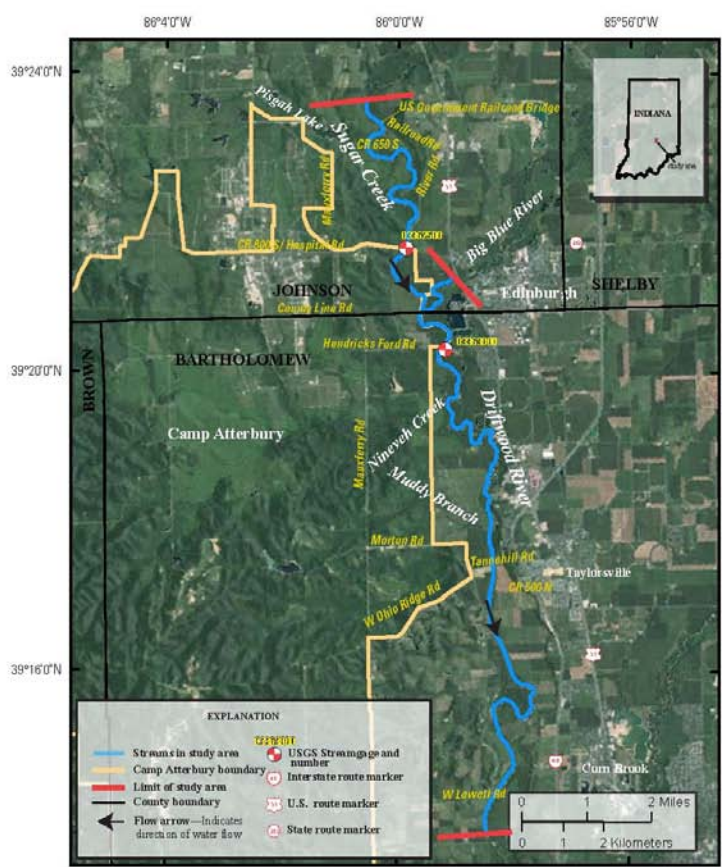 86°4'0"W
86°0'0"W
85°56'0"W
39°24'0"N
39°20'0"N
39°16'0"N
Pisgah Lake
US Government Railroad Bridge
INDIANA
Railroad Rd
Sugar Creek
CR 650 S
River Rd
Mauxferry Rd
Big Blue River
03362500
CR 800 S/ Hospital Rd
JOHNSON
Edinburgh
SHELBY
County Line Rd
Hendricks Ford Rd
03363000
BARTHOLOMEW
BROWN
Camp Atterbury
Mauxferry Rd
Nineveh Creek
Driftwood River
Muddy Branch
Morton Rd
Tannehill Rd
Taylorsville
CR 600 N
W Ohio Ridge Rd
EXPLANATION
Streams in study area
Camp Atterbury boundary
Limit of study area
County boundary
Flow arrow—Indicates
direction of water flow
USGS Streamgage and
number
Interstate route marker
U.S. route marker
State route marker
W Lowell Rd
0 1 2 Miles
0 1 2 Kilometers